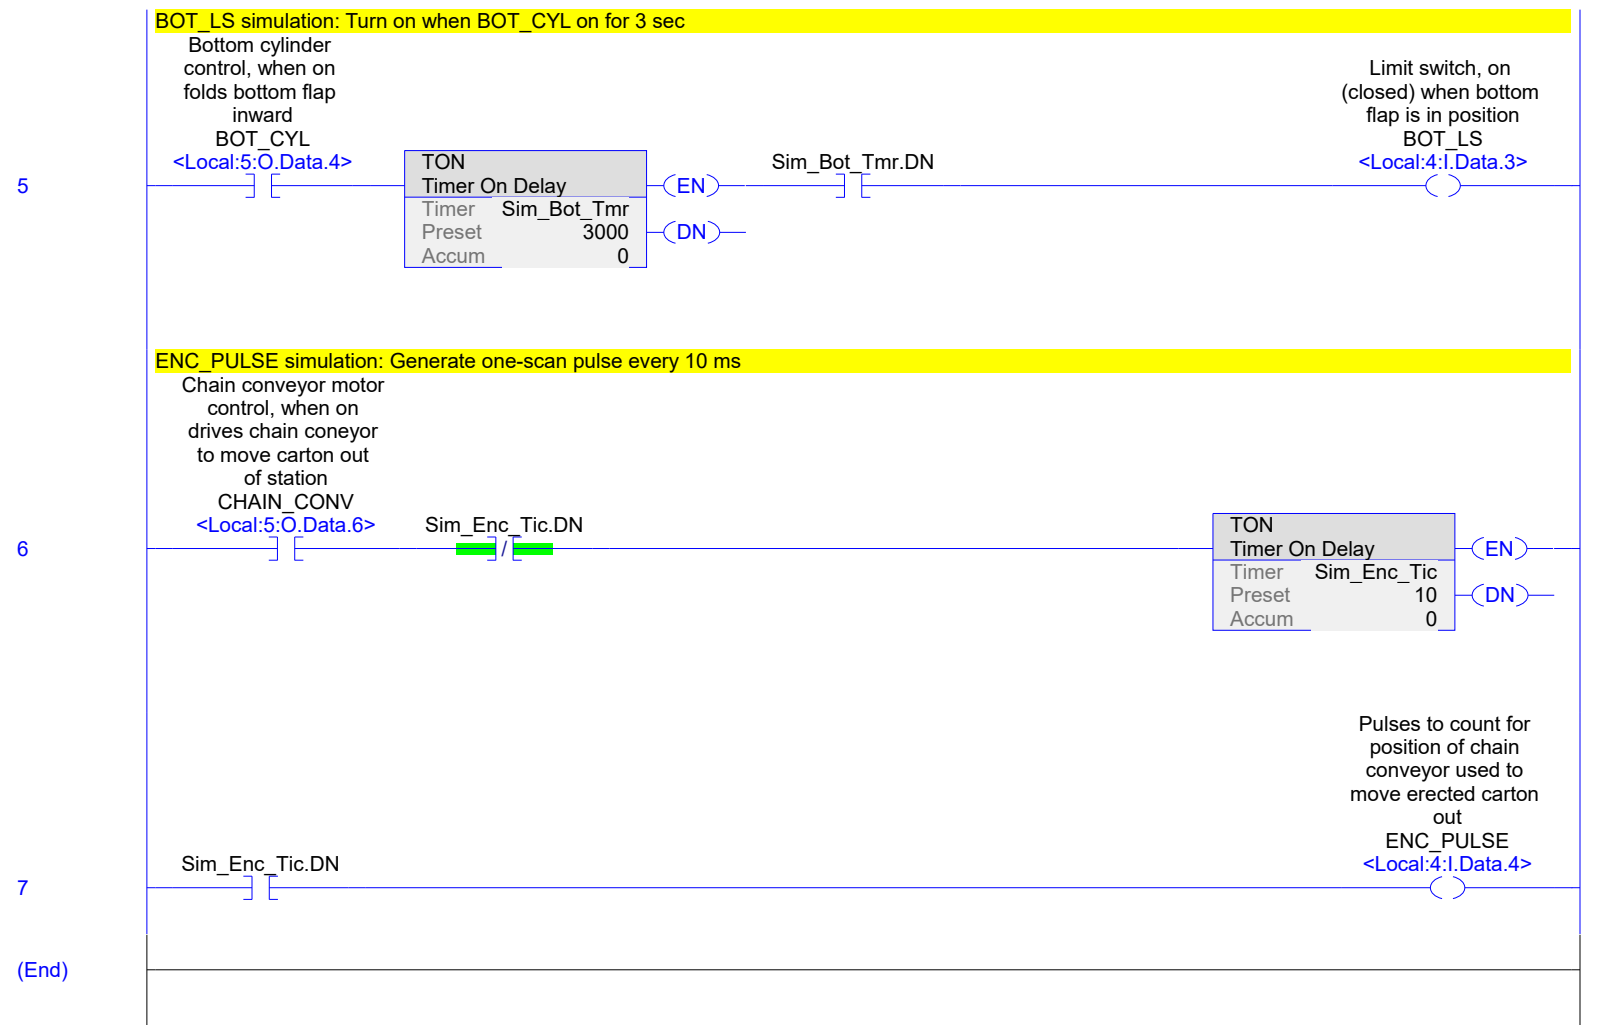 BOT_LS simulation: Turn on when BOT_CYL on for 3 sec
Bottom cylinder
control, when on
folds bottom flap
inward
BOT_CYL
<Local:5:O.Data.4>
Limit switch, on
(closed) when bottom
flap is in position
BOT_LS
<Local:4:I.Data.3>
5
TON
Timer On Delay
Timer Sim_Bot_Tmr
Preset 3000
Accum 0
EN
DN
Sim_Bot_Tmr.DN
ENC_PULSE simulation: Generate one-scan pulse every 10 ms
Chain conveyor motor
control, when on
drives chain coneyor
to move carton out
of station
CHAIN_CONV
<Local:5:O.Data.6>
Sim_Enc_Tic.DN
6
/
TON
Timer On Delay
Timer Sim_Enc_Tic
Preset 10
Accum 0
EN
DN
Pulses to count for
position of chain
conveyor used to
move erected carton
out
ENC_PULSE
<Local:4:I.Data.4>
Sim_Enc_Tic.DN
7
(End)